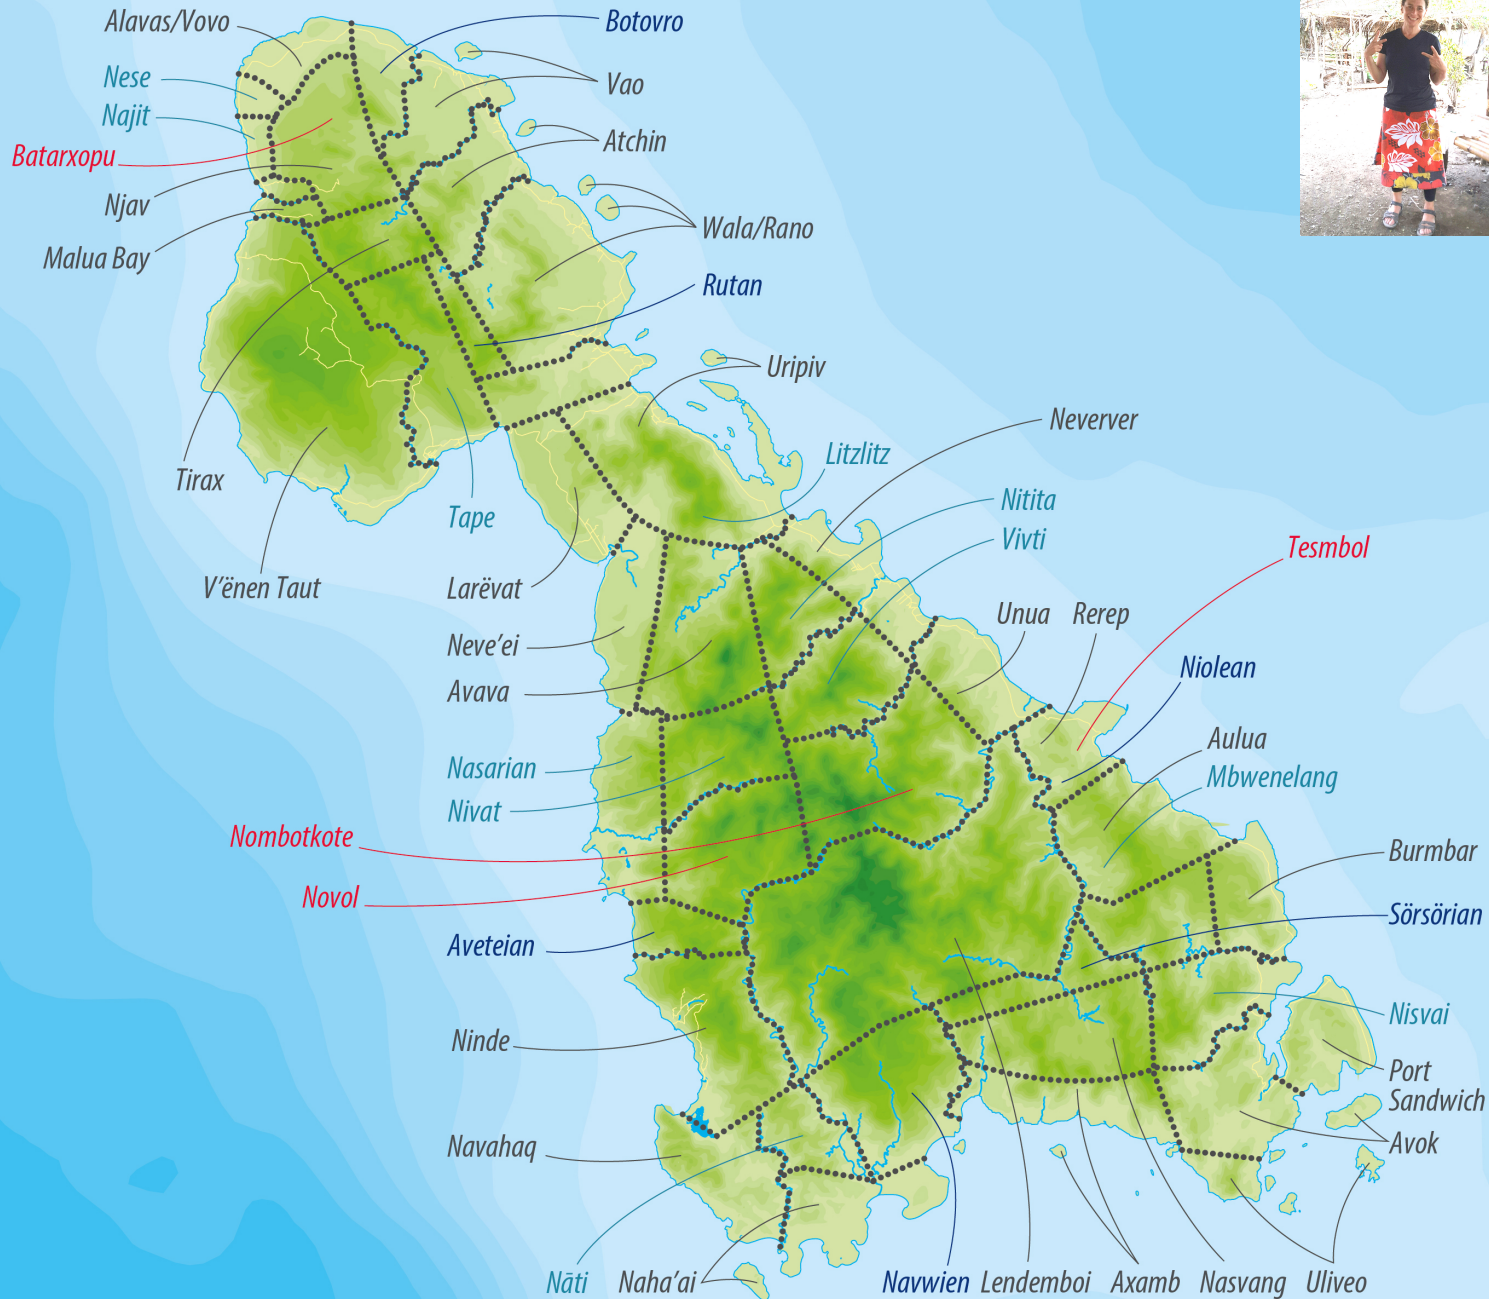 Alavas/Vovo
Botovro
Nese
Vao
Najit
Atchin
Batarxopu
Njav
Wala/Rano
Malua Bay
Rutan
Uripiv
Neverver
Litzlitz
Tirax
Nitita
Tape
Vivti
Tesmbol
V'ënen Taut
Larëvat
Unua
Rerep
Neve'ei
Niolean
Avava
Aulua
Nasarian
Mbwenelang
Nivat
Nombotkote
Burmbar
Novol
Sörsörian
Aveteian
Nisvai
Ninde
Port
Sandwich
Navahaq
Avok
Nāti
Naha'ai
Navwien
Lendemboi
Axamb
Nasvang
Uliveo